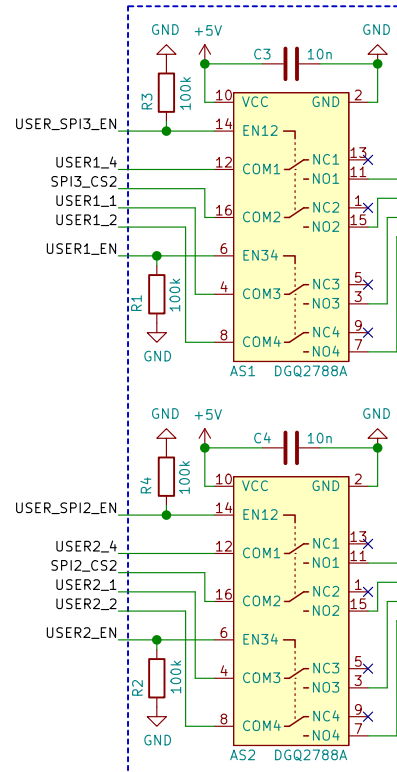 GND
+5V
C3
10n
GND
R3
100k
10
VCC
GND
2
USER_SPI3_EN
14
EN12
USER1_4
12
COM1
NC1
13
NO1
11
SPI3_CS2
16
COM2
NC2
1
NO2
15
USER1_1
USER1_2
USER1_EN
6
EN34
R1
100k
GND
4
COM3
NC3
5
NO3
3
8
COM4
NC4
9
NO4
7
AS1
DGQ2788A
GND
+5V
C4
10n
GND
R4
100k
10
VCC
GND
2
USER_SPI2_EN
14
EN12
USER2_4
12
COM1
NC1
13
NO1
11
SPI2_CS2
16
COM2
NC2
1
NO2
15
USER2_1
USER2_2
USER2_EN
6
EN34
R2
100k
GND
4
COM3
NC3
5
NO3
3
8
COM4
NC4
9
NO4
7
AS2
DGQ2788A